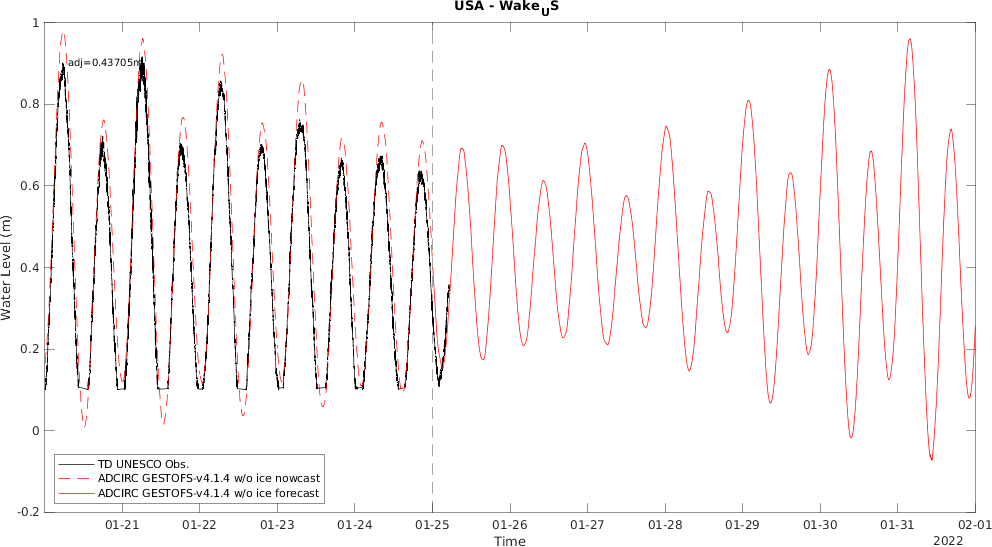 USA - Wake_US
adj=0.43705m
Water Level (m)
1
0.8
0.6
0.4
0.2
0
-0.2
TD UNESCO Obs.
ADCIRC GESTOFS-v4.1.4 w/o ice nowcast
ADCIRC GESTOFS-v4.1.4 w/o ice forecast
01-21 01-22 01-23 01-24 01-25 01-26 01-27 01-28 01-29 01-30 01-31 02-01
Time
2022